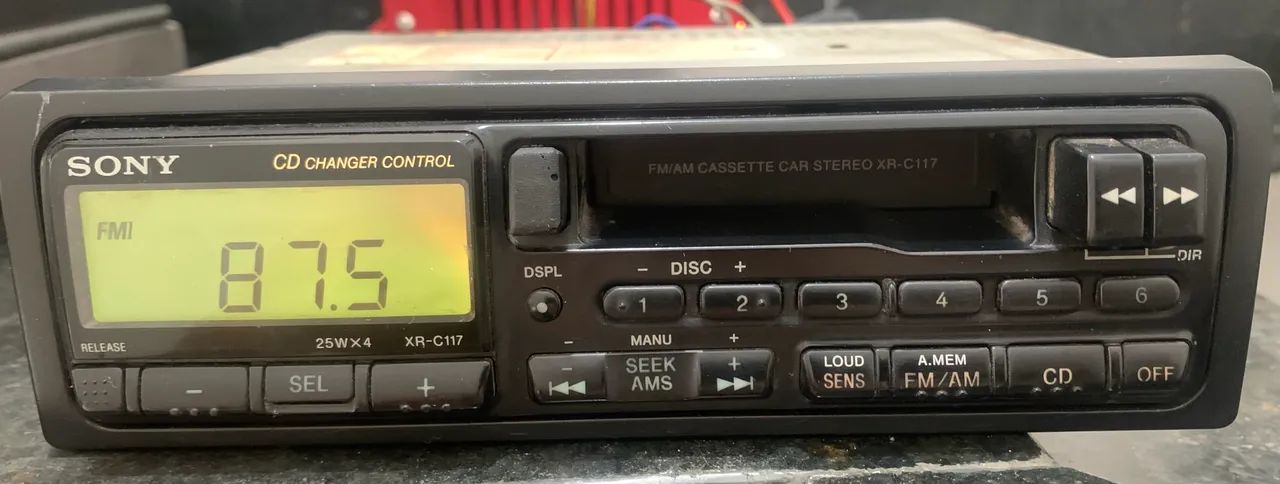 SONY
CD CHANGER CONTROL
FM1
87.5
RELEASE
25W×4
XR-C117
−
SEL
+
FM/AM CASSETTE CAR STEREO XR-C117
DIR
DSPL
− DISC +
1
2
3
4
5
6
− MANU +
− SEEK +
AMS
LOUD
SENS
A.MEM
FM/AM
CD
OFF